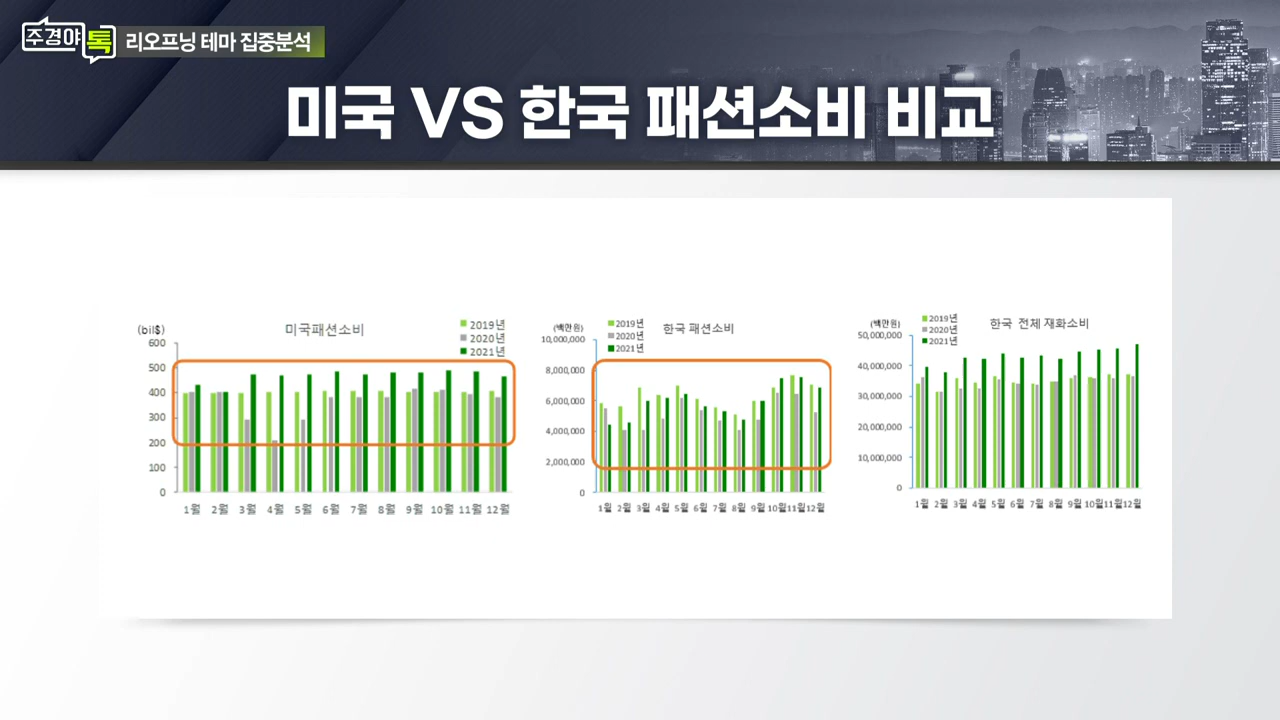 주경야톡 리오프닝 테마 집중분석
미국 VS 한국 패션소비 비교
(bil$)
미국패션소비
2019년
2020년
2021년
600
500
400
300
200
100
0
1월 2월 3월 4월 5월 6월 7월 8월 9월 10월 11월 12월
(백만원)
한국 패션소비
2019년
2020년
2021년
10,000,000
8,000,000
6,000,000
4,000,000
2,000,000
0
1월 2월 3월 4월 5월 6월 7월 8월 9월 10월 11월 12월
(백만원)
한국 전체 재화소비
2019년
2020년
2021년
50,000,000
40,000,000
30,000,000
20,000,000
10,000,000
0
1월 2월 3월 4월 5월 6월 7월 8월 9월 10월 11월 12월